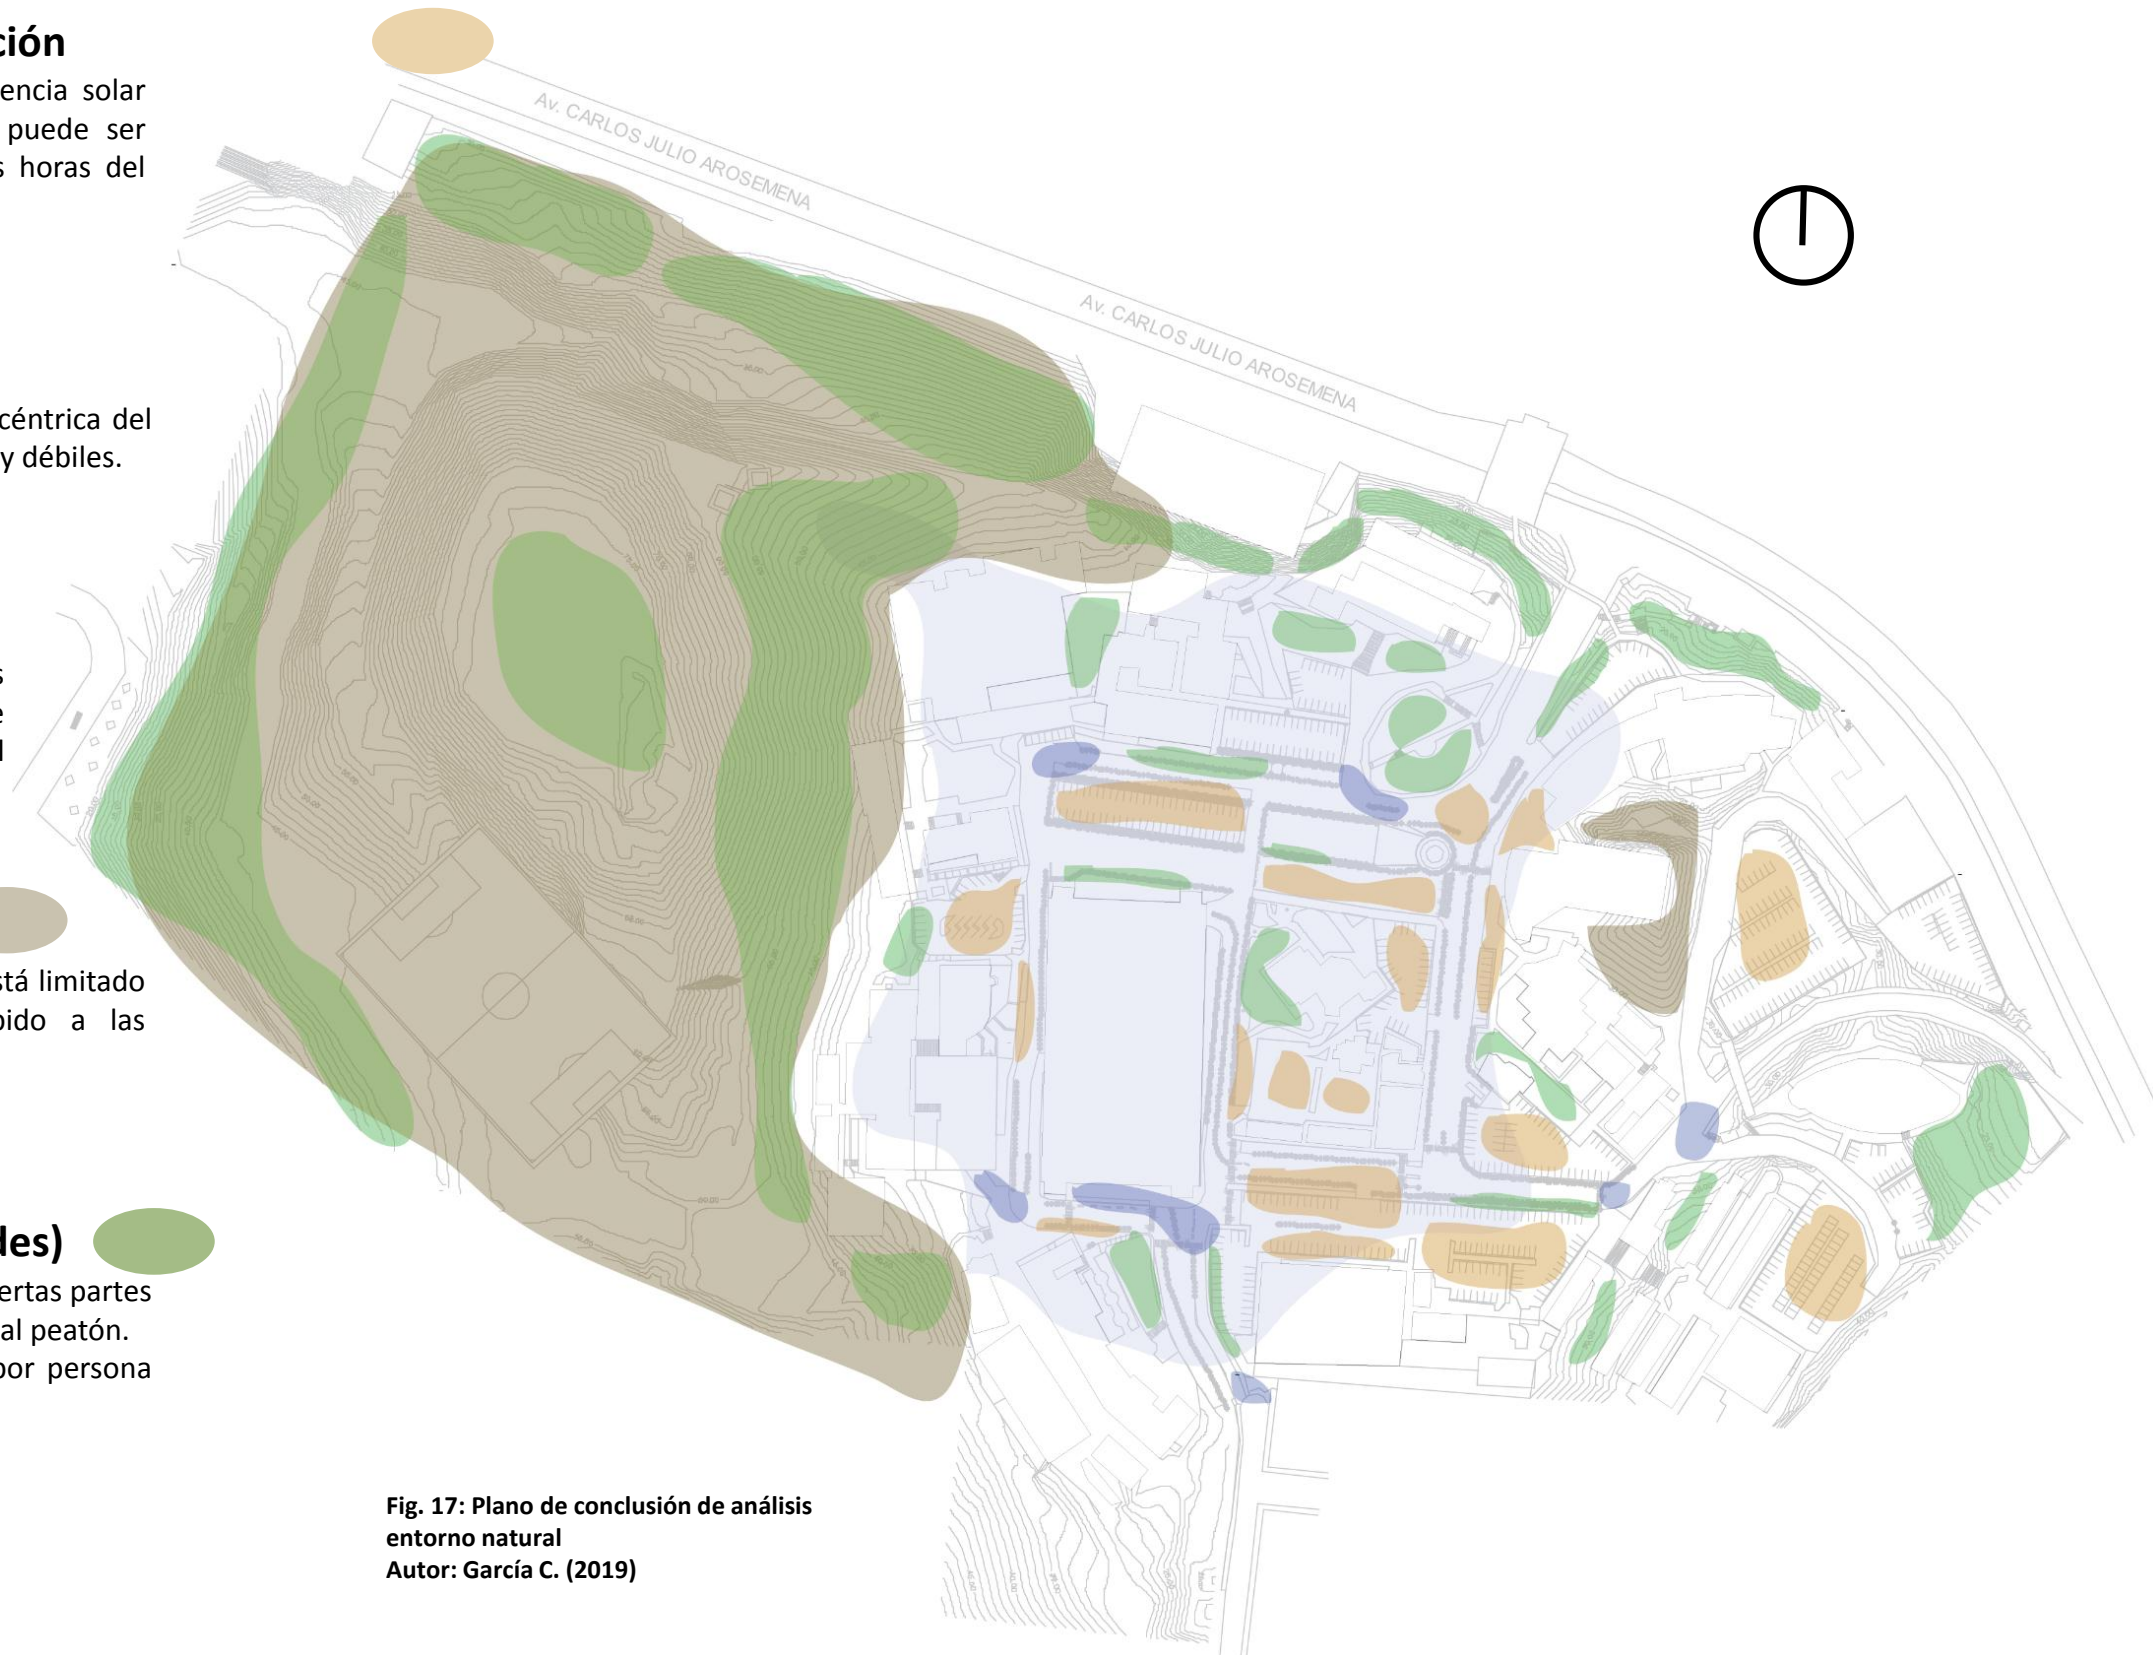 ción
encia solar
puede ser
s horas del
céntrica del
y débiles.
s
e
l
stá limitado
bido a las
des)
ertas partes
al peatón.
por persona
Av. CARLOS JULIO AROSEMENA
Av. CARLOS JULIO AROSEMENA
Fig. 17: Plano de conclusión de análisis
entorno natural
Autor: García C. (2019)